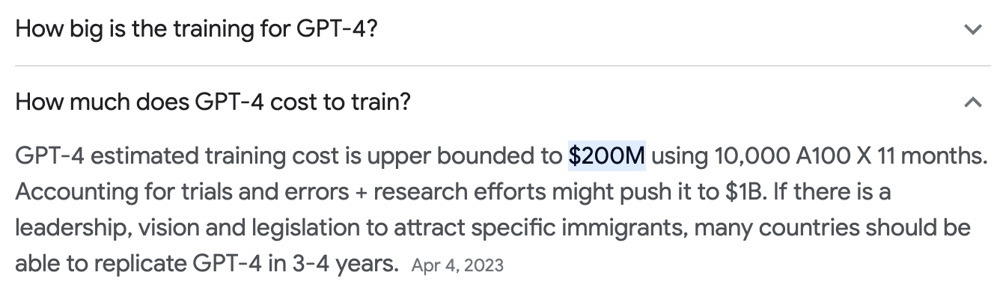 How big is the training for GPT-4?
How much does GPT-4 cost to train?
GPT-4 estimated training cost is upper bounded to $200M using 10,000 A100 X 11 months.
Accounting for trials and errors + research efforts might push it to $1B. If there is a
leadership, vision and legislation to attract specific immigrants, many countries should be
able to replicate GPT-4 in 3-4 years. Apr 4, 2023